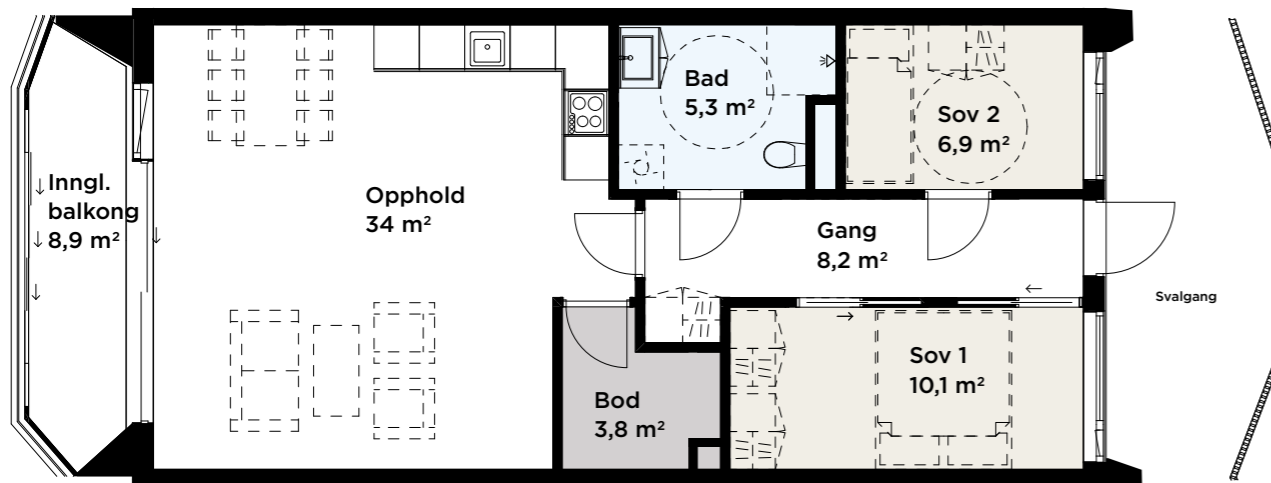 Inngl.
balkong
8,9 m²
Opphold
34 m²
Bad
5,3 m²
Sov 2
6,9 m²
Gang
8,2 m²
Svalgang
Sov 1
10,1 m²
Bod
3,8 m²